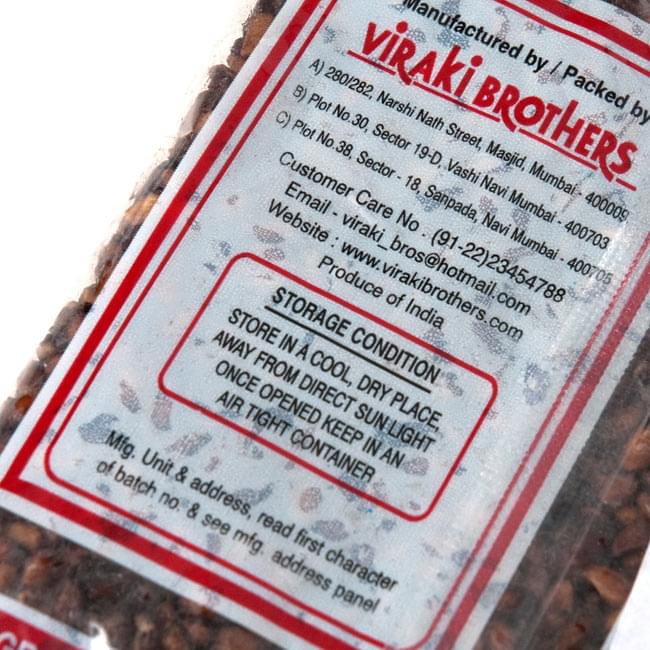 Manufactured by / Packed by
ViRAKi BROTHERS
A) 280/282, Narshi Nath Street, Masjid, Mumbai - 400009
B) Plot No.30, Sector 19-D, Vashi Navi Mumbai - 400703
C) Plot No.38, Sector - 18, Sanpada, Navi Mumbai - 400705
Customer Care No . (91-22)23454788
Email - viraki_bros@hotmail.com
Website : www.virakibrothers.com
Produce of India
STORAGE CONDITION
STORE IN A COOL, DRY PLACE,
AWAY FROM DIRECT SUN LIGHT
ONCE OPENED KEEP IN AN
AIR TIGHT CONTAINER
Mfg. Unit & address, read first character
of batch no. & see mfg. address panel